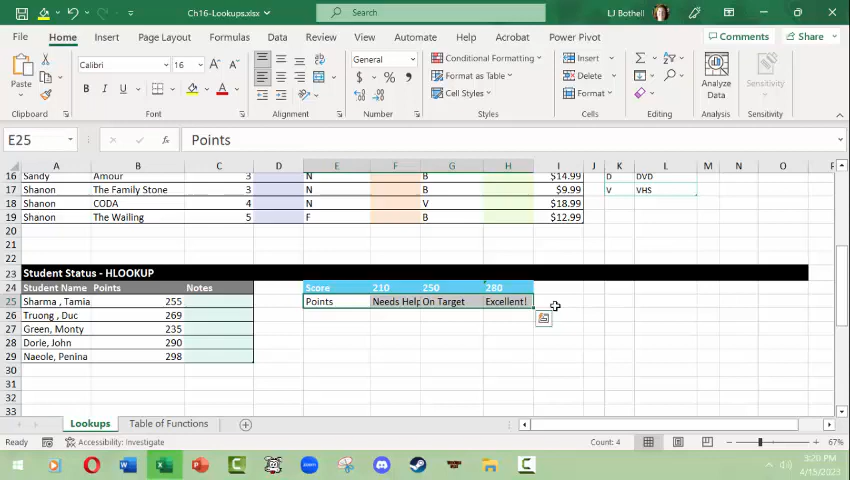 Ch16-Lookups.xlsx
Search
LJ Bothell
File Home Insert Page Layout Formulas Data Review View Automate Help Acrobat Power Pivot Comments Share
Paste
Calibri 16
General
Conditional Formatting
Format as Table
Cell Styles
Insert
Delete
Format
Analyze Data
Sensitivity
Clipboard Font Alignment Number Styles Cells Editing Analysis Sensitivity
E25 Points
A B C D E F G H I J K L M N O P
16 Sandy Amour 3 N B $14.99 D DVD
17 Shanon The Family Stone 3 N B $9.99 V VHS
18 Shanon CODA 4 N V $18.99
19 Shanon The Wailing 5 F B $12.99
20
21
22
23 Student Status - HLOOKUP
24 Student Name Points Notes Score 210 250 280
25 Sharma , Tamia 255 Points Needs Help On Target Excellent!
26 Truong , Duc 269
27 Green, Monty 235
28 Dorie, John 290
29 Naeole, Penina 298
30
31
32
33
Lookups Table of Functions
Ready Accessibility: Investigate Count: 4 67%
3:20 PM
4/15/2023